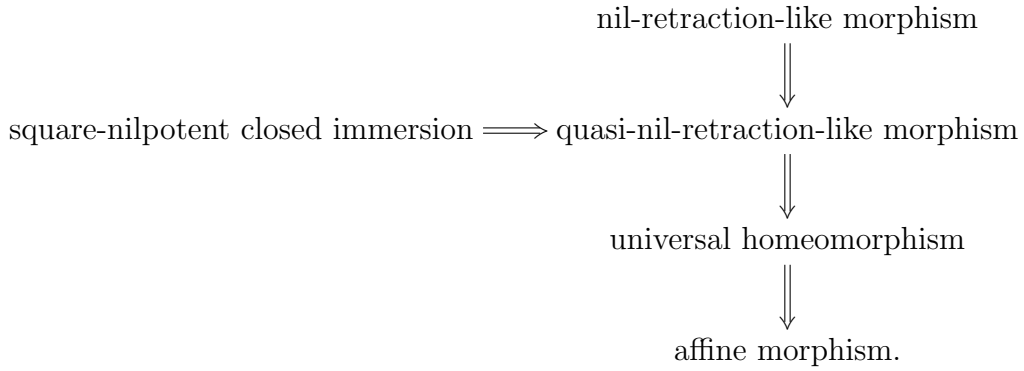 nil-retraction-like morphism
square-nilpotent closed immersion ⟹ quasi-nil-retraction-like morphism
universal homeomorphism
affine morphism.